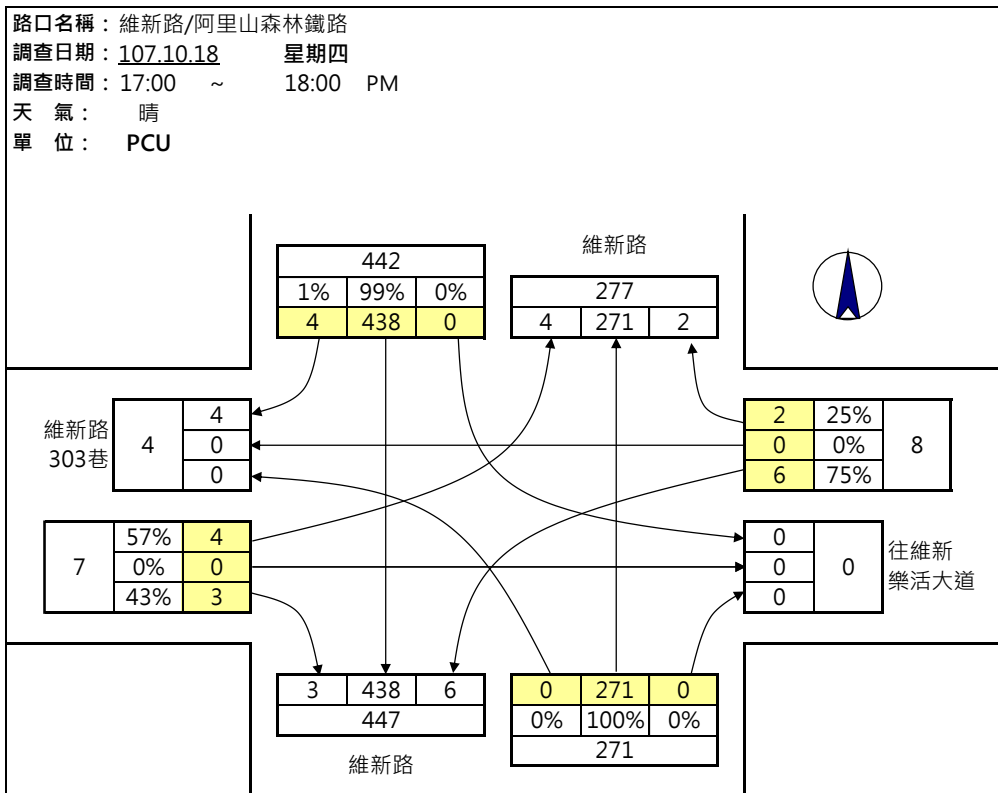 路口名稱：維新路/阿里山森林鐵路
調查日期：107.10.18 星期四
調查時間：17:00 ~ 18:00 PM
天 氣： 晴
單 位： PCU
維新路
442
1% 99% 0%
4 438 0
277
4 271 2
維新路
303巷
4
4
0
0
2 25%
0 0%
6 75%
8
7
57% 4
0% 0
43% 3
0
0
0
0
往維新
樂活大道
3 438 6
447
維新路
0 271 0
0% 100% 0%
271